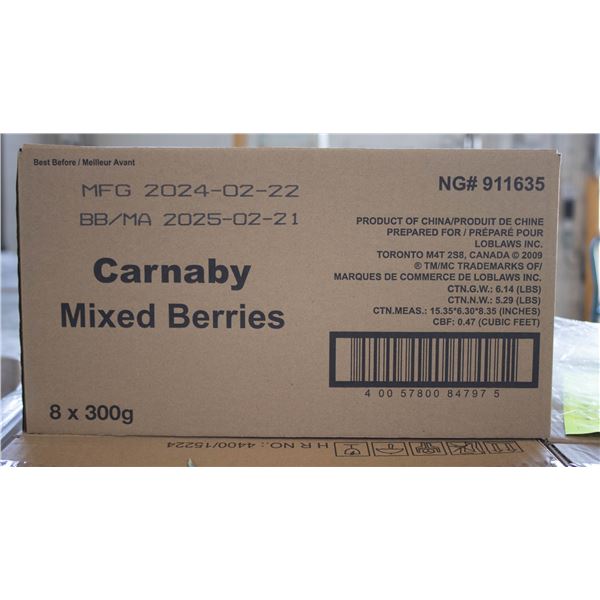 Best Before / Meilleur Avant
MFG 2024-02-22
BB/MA 2025-02-21
Carnaby
Mixed Berries
8 x 300g
NG# 911635
PRODUCT OF CHINA/PRODUIT DE CHINE
PREPARED FOR / PRÉPARÉ POUR
LOBLAWS INC.
TORONTO M4T 2S8, CANADA © 2009
® TM/MC TRADEMARKS OF/
MARQUES DE COMMERCE DE LOBLAWS INC.
CTN.G.W.: 6.14 (LBS)
CTN.N.W.: 5.29 (LBS)
CTN.MEAS.: 15.35*6.30*8.35 (INCHES)
CBF: 0.47 (CUBIC FEET)
4 00 57800 84797 5
H R NO.: 4400/15224